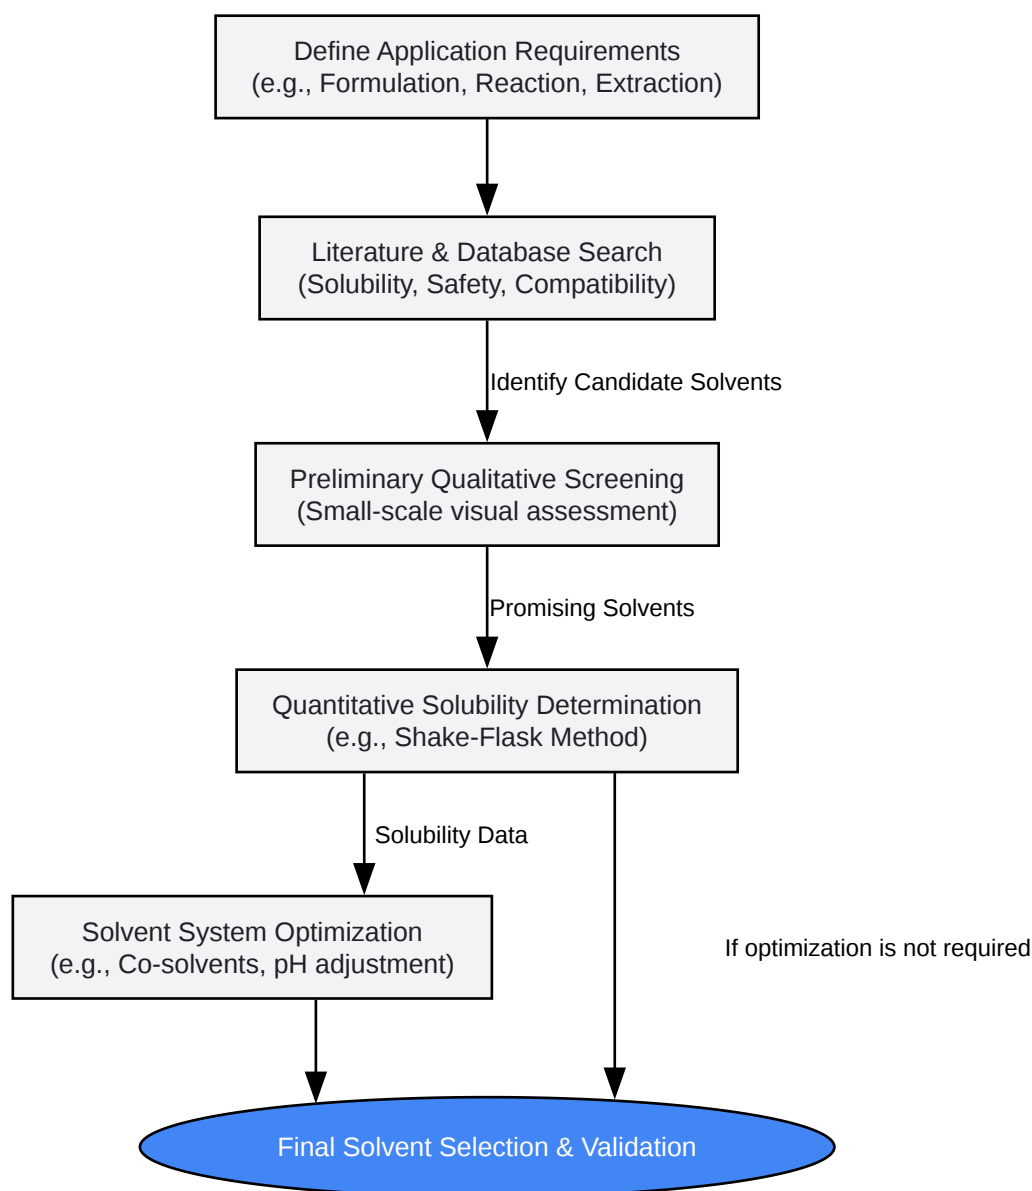 Define Application Requirements
(e.g., Formulation, Reaction, Extraction)
Literature & Database Search
(Solubility, Safety, Compatibility)
Identify Candidate Solvents
Preliminary Qualitative Screening
(Small-scale visual assessment)
Promising Solvents
Quantitative Solubility Determination
(e.g., Shake-Flask Method)
Solubility Data
Solvent System Optimization
(e.g., Co-solvents, pH adjustment)
If optimization is not required
Final Solvent Selection & Validation